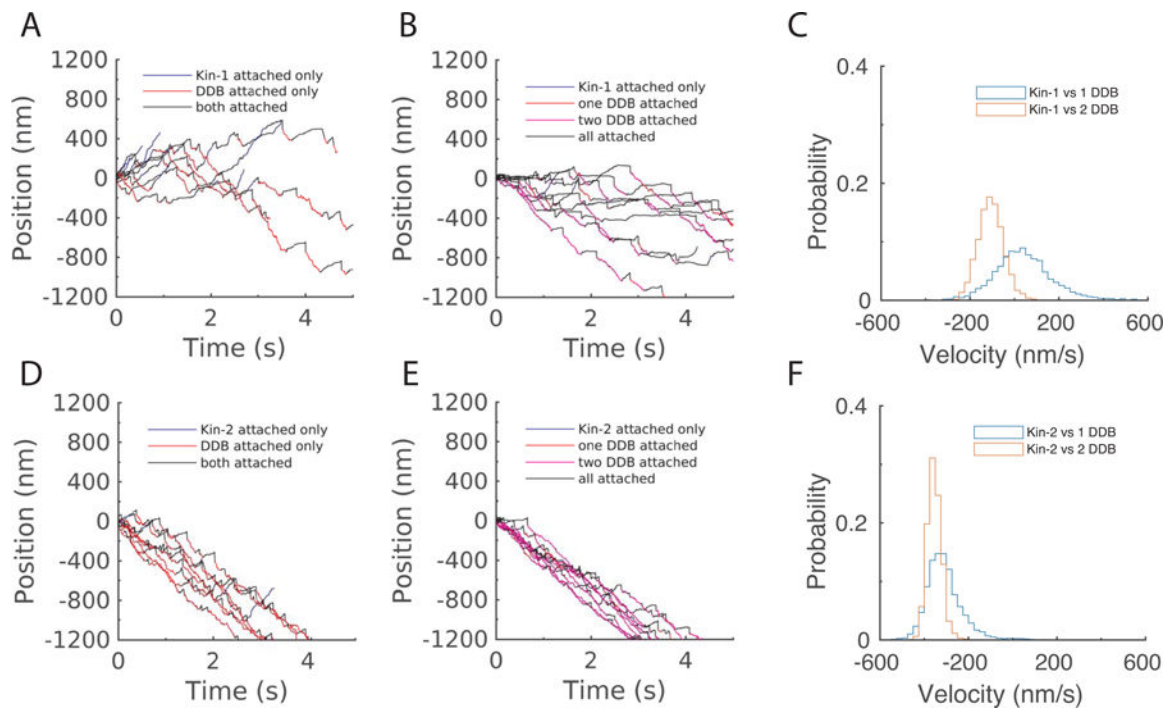 A
1200
800
400
0
-400
-800
-1200
Position (nm)
Kin-1 attached only
DDB attached only
both attached
0
2
4
Time (s)
B
1200
800
400
0
-400
-800
-1200
Position (nm)
Kin-1 attached only
one DDB attached
two DDB attached
all attached
0
2
4
Time (s)
C
0.4
0.2
0
Probability
Kin-1 vs 1 DDB
Kin-1 vs 2 DDB
-600
-200
200
600
Velocity (nm/s)
D
1200
800
400
0
-400
-800
-1200
Position (nm)
Kin-2 attached only
DDB attached only
both attached
0
2
4
Time (s)
E
1200
800
400
0
-400
-800
-1200
Position (nm)
Kin-2 attached only
one DDB attached
two DDB attached
all attached
0
2
4
Time (s)
F
0.4
0.2
0
Probability
Kin-2 vs 1 DDB
Kin-2 vs 2 DDB
-600
-200
200
600
Velocity (nm/s)